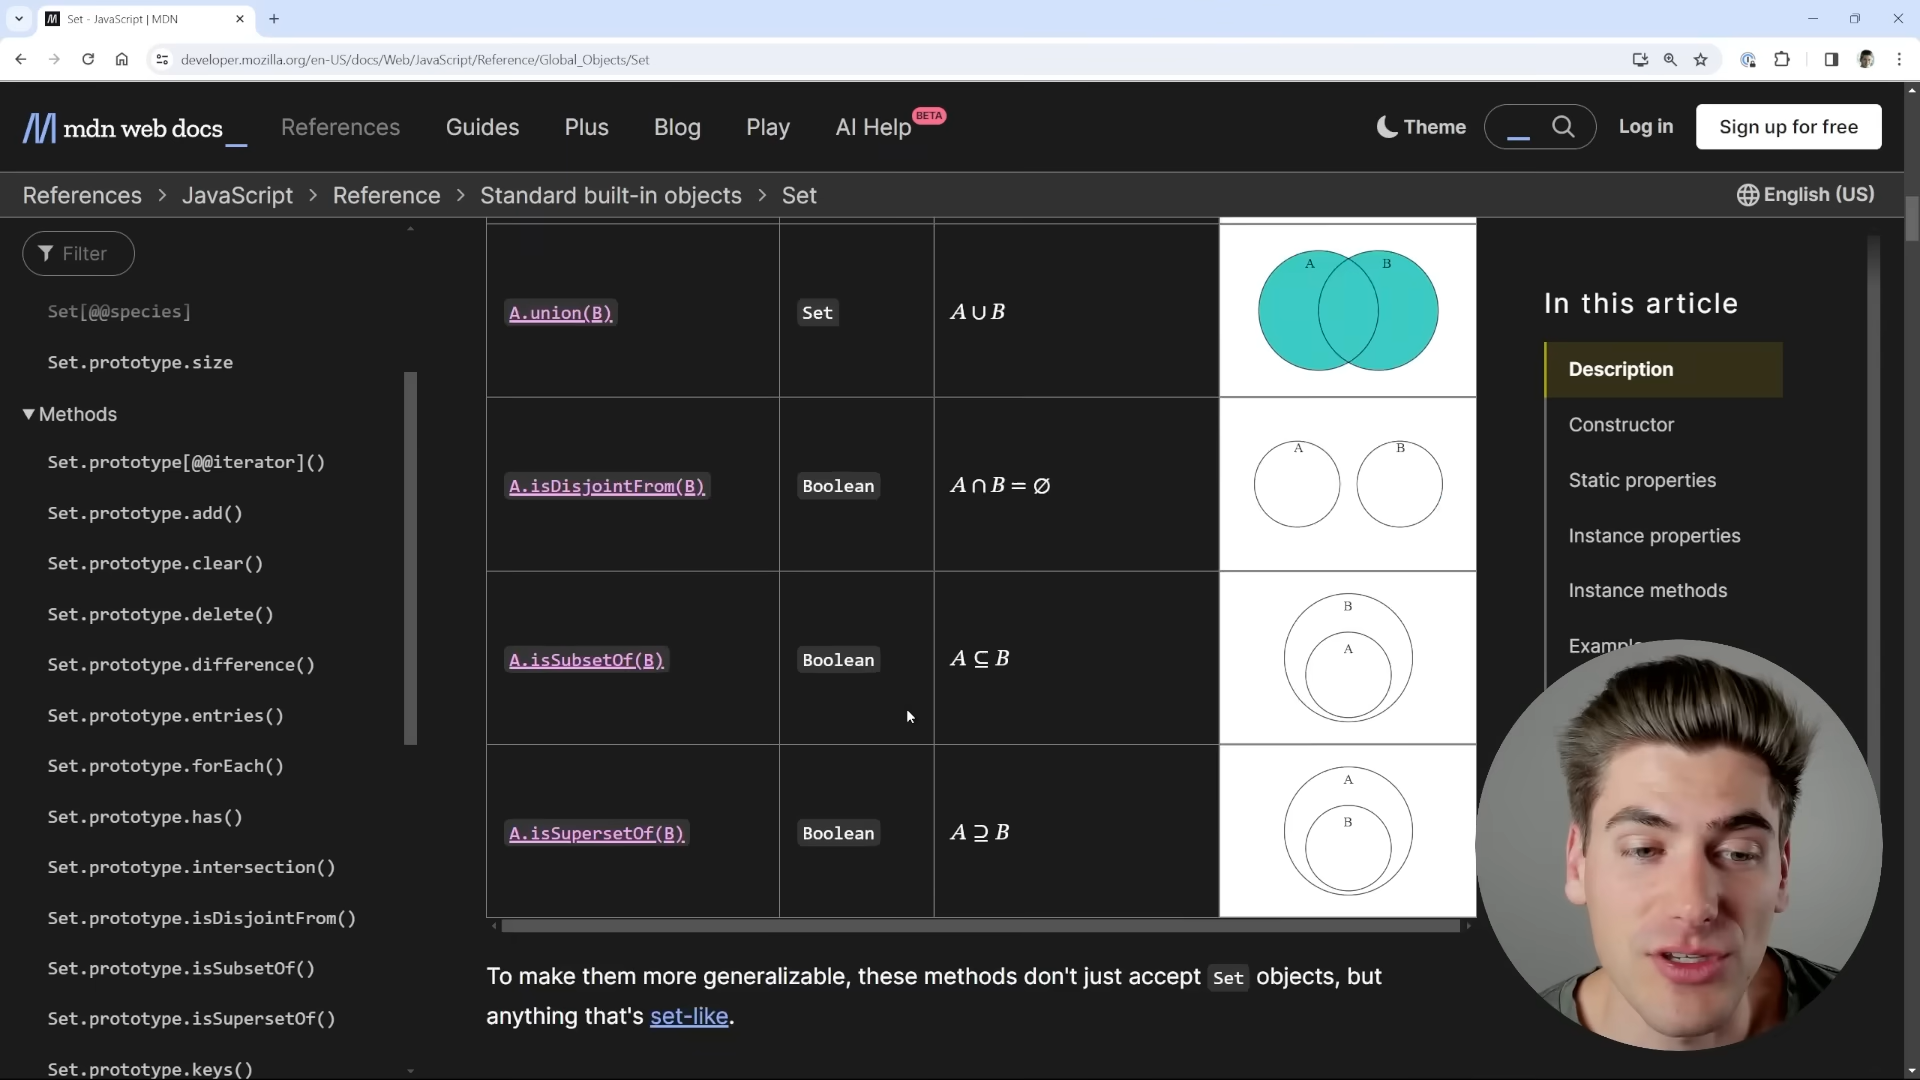 Set - JavaScript | MDN
developer.mozilla.org/en-US/docs/Web/JavaScript/Reference/Global_Objects/Set
mdn web docs_
References
Guides
Plus
Blog
Play
AI Help
BETA
Theme
Log in
Sign up for free
References > JavaScript > Reference > Standard built-in objects > Set
English (US)
Filter
Set[@@species]
Set.prototype.size
Methods
Set.prototype[@@iterator]()
Set.prototype.add()
Set.prototype.clear()
Set.prototype.delete()
Set.prototype.difference()
Set.prototype.entries()
Set.prototype.forEach()
Set.prototype.has()
Set.prototype.intersection()
Set.prototype.isDisjointFrom()
Set.prototype.isSubsetOf()
Set.prototype.isSupersetOf()
Set.prototype.keys()
A.union(B) Set A ∪ B A B
A.isDisjointFrom(B) Boolean A ∩ B = ∅ A B
A.isSubsetOf(B) Boolean A ⊆ B B A
A.isSupersetOf(B) Boolean A ⊇ B A B
To make them more generalizable, these methods don't just accept Set objects, but
anything that's set-like.
In this article
Description
Constructor
Static properties
Instance properties
Instance methods